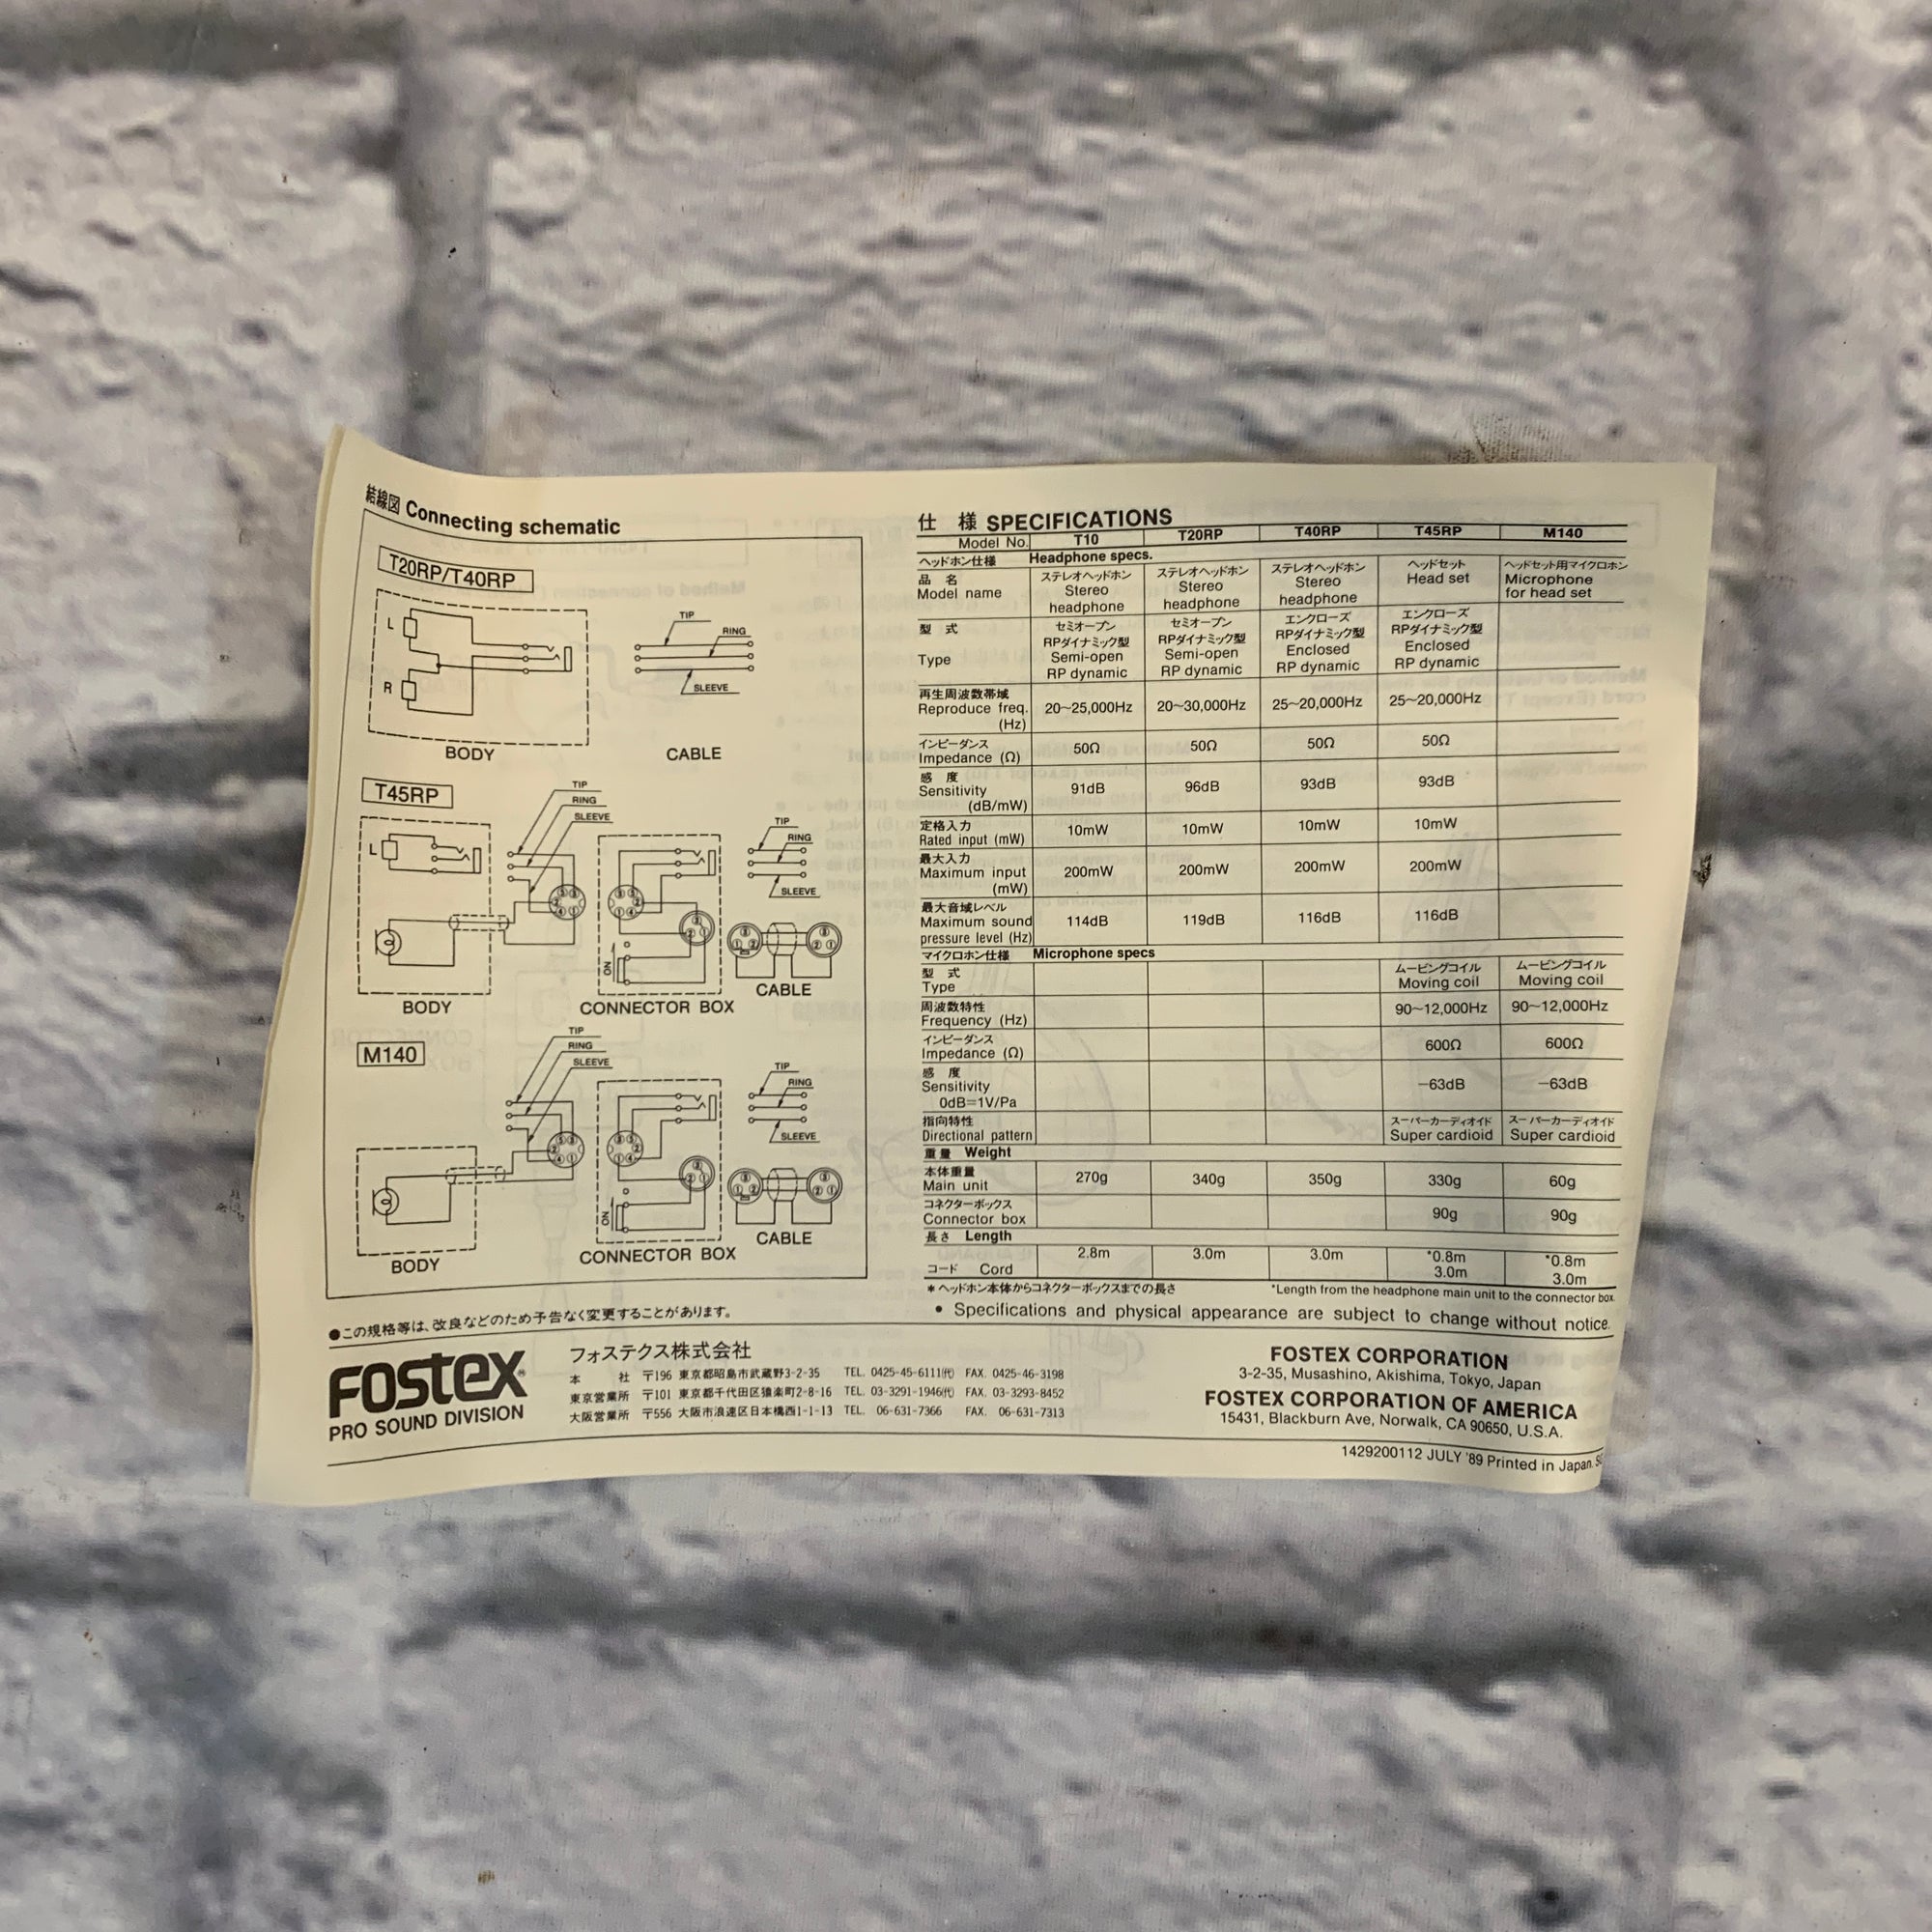 結線図 Connecting schematic
T20RP/T40RP
L
R
BODY
TIP
RING
SLEEVE
CABLE
T45RP
L
BODY
TIP
RING
SLEEVE
ON
CONNECTOR BOX
TIP
RING
SLEEVE
CABLE
M140
BODY
TIP
RING
SLEEVE
ON
CONNECTOR BOX
TIP
RING
SLEEVE
CABLE
●この規格等は、改良などのため予告なく変更することがあります。
仕 様 SPECIFICATIONS
Model No. T10 T20RP T40RP T45RP M140
ヘッドホン仕様 Headphone specs.
品 名 ステレオヘッドホン ステレオヘッドホン ステレオヘッドホン ヘッドセット ヘッドセット用マイクロホン
Model name Stereo Stereo Stereo Head set Microphone
headphone headphone headphone for head set
型 式 セミオープン セミオープン エンクローズ エンクローズ
RPダイナミック型 RPダイナミック型 RPダイナミック型 RPダイナミック型
Type Semi-open Semi-open Enclosed Enclosed
RP dynamic RP dynamic RP dynamic RP dynamic
再生周波数帯域
Reproduce freq. 20~25,000Hz 20~30,000Hz 25~20,000Hz 25~20,000Hz
(Hz)
インピーダンス
Impedance (Ω) 50Ω 50Ω 50Ω 50Ω
感 度
Sensitivity 91dB 96dB 93dB 93dB
(dB/mW)
定格入力
Rated input (mW) 10mW 10mW 10mW 10mW
最大入力
Maximum input 200mW 200mW 200mW 200mW
(mW)
最大音域レベル
Maximum sound 114dB 119dB 116dB 116dB
pressure level (Hz)
マイクロホン仕様 Microphone specs
型 式 ムービングコイル ムービングコイル
Type Moving coil Moving coil
周波数特性
Frequency (Hz) 90~12,000Hz 90~12,000Hz
インピーダンス
Impedance (Ω) 600Ω 600Ω
感 度
Sensitivity −63dB −63dB
0dB=1V/Pa
指向特性 スーパーカーディオイド スーパーカーディオイド
Directional pattern Super cardioid Super cardioid
重量 Weight
本体重量
Main unit 270g 340g 350g 330g 60g
コネクターボックス
Connector box 90g 90g
長さ Length
コード Cord 2.8m 3.0m 3.0m *0.8m *0.8m
3.0m 3.0m
＊ヘッドホン本体からコネクターボックスまでの長さ *Length from the headphone main unit to the connector box.
• Specifications and physical appearance are subject to change without notice.
FOSTEX
PRO SOUND DIVISION
フォステクス株式会社
本 社 〒196 東京都昭島市武蔵野3-2-35 TEL. 0425-45-6111㈹ FAX. 0425-46-3198
東京営業所 〒101 東京都千代田区猿楽町2-8-16 TEL. 03-3291-1946㈹ FAX. 03-3293-8452
大阪営業所 〒556 大阪市浪速区日本橋西1-1-13 TEL. 06-631-7366 FAX. 06-631-7313
FOSTEX CORPORATION
3-2-35, Musashino, Akishima, Tokyo, Japan
FOSTEX CORPORATION OF AMERICA
15431, Blackburn Ave, Norwalk, CA 90650, U.S.A.
1429200112 JULY '89 Printed in Japan.